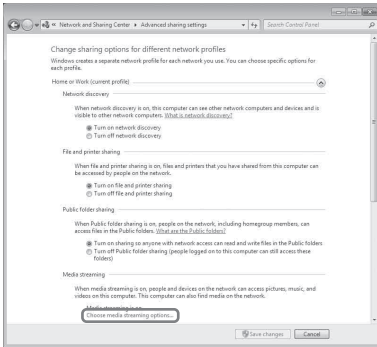 « Network and Sharing Center ▸ Advanced sharing settings
Search Control Panel
Change sharing options for different network profiles
Windows creates a separate network profile for each network you use. You can choose specific options for
each profile.
Home or Work (current profile)
Network discovery
When network discovery is on, this computer can see other network computers and devices and is
visible to other network computers. What is network discovery?
Turn on network discovery
Turn off network discovery
File and printer sharing
When file and printer sharing is on, files and printers that you have shared from this computer can
be accessed by people on the network.
Turn on file and printer sharing
Turn off file and printer sharing
Public folder sharing
When Public folder sharing is on, people on the network, including homegroup members, can
access files in the Public folders. What are the Public folders?
Turn on sharing so anyone with network access can read and write files in the Public folders
Turn off Public folder sharing (people logged on to this computer can still access these
folders)
Media streaming
When media streaming is on, people and devices on the network can access pictures, music, and
videos on this computer. This computer can also find media on the network.
Media streaming is on.
Choose media streaming options...
Save changes
Cancel